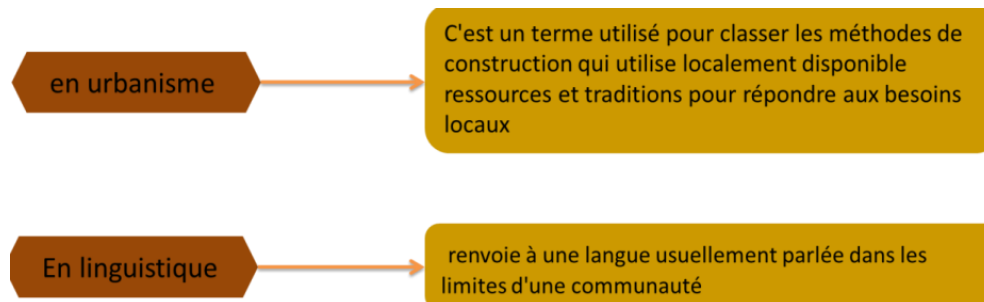 en urbanisme
C'est un terme utilisé pour classer les méthodes de
construction qui utilise localement disponible
ressources et traditions pour répondre aux besoins
locaux
En linguistique
renvoie à une langue usuellement parlée dans les
limites d'une communauté